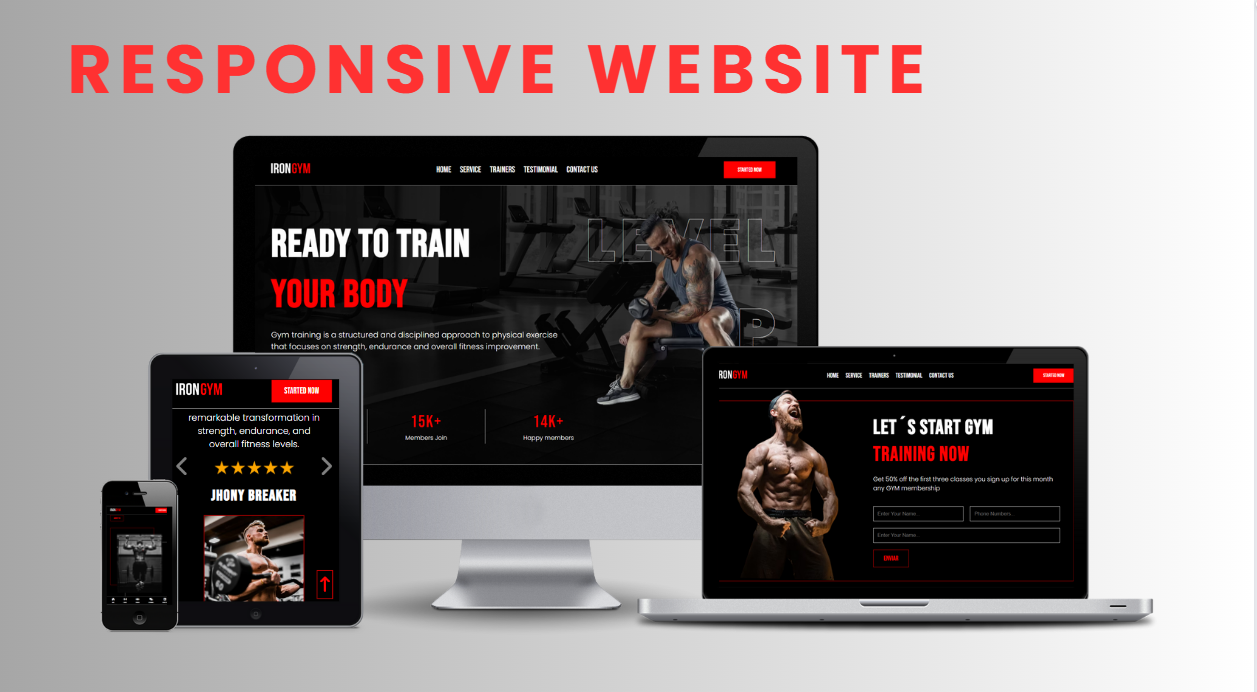 RESPONSIVE WEBSITE
IRONGYM
HOME SERVICE TRAINERS TESTIMONIAL CONTACT US
STARTED NOW
LEVEL
READY TO TRAIN
YOUR BODY
Gym training is a structured and disciplined approach to physical exercise
that focuses on strength, endurance and overall fitness improvement.
15K+
Members Join
14K+
Happy members
IRONGYM
STARTED NOW
remarkable transformation in
strength, endurance, and
overall fitness levels.
JHONY BREAKER
RONGYM
HOME SERVICE TRAINERS TESTIMONIAL CONTACT US
STARTED NOW
LET´S START GYM
TRAINING NOW
Get 50% off the first three classes you sign up for this month
any GYM membership
Enter Your Name
Phone Numbers
Enter Your Name